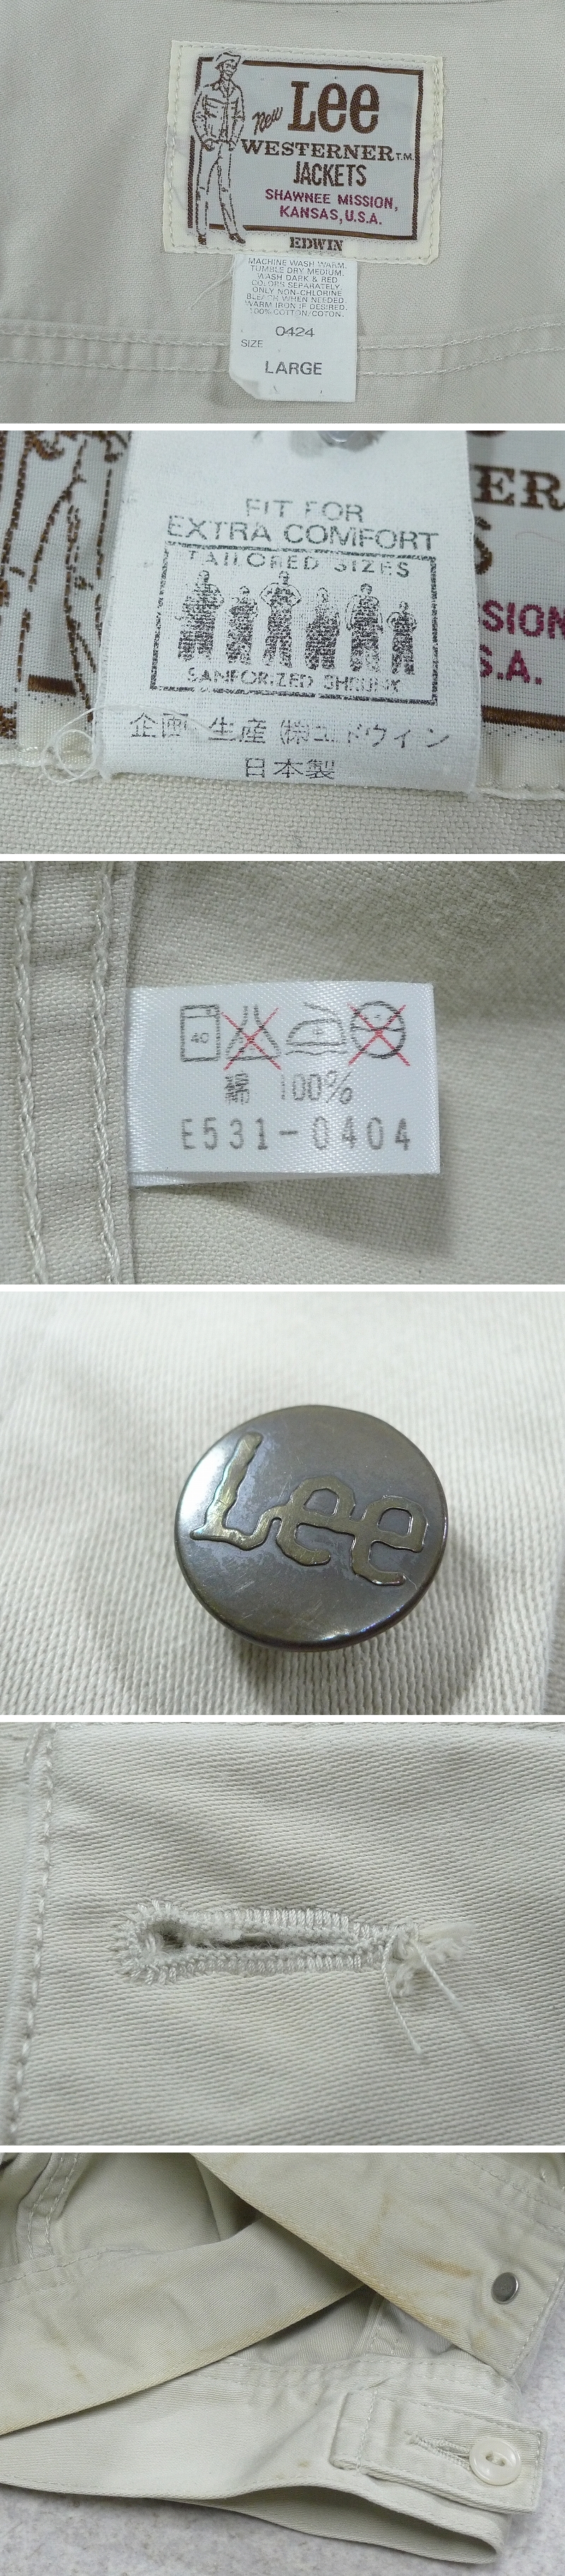 New Lee
WESTERNER T.M.
JACKETS
SHAWNEE MISSION,
KANSAS, U.S.A.
EDWIN
MACHINE WASH WARM.
TUMBLE DRY MEDIUM.
WASH DARK & RED
COLORS SEPARATELY.
ONLY NON-CHLORINE
BLEACH WHEN NEEDED.
WARM IRON IF DESIRED.
100% COTTON/COTON.
0424
SIZE
LARGE
ER
S
SION
S.A.
FIT FOR
EXTRA COMFORT
TAILORED SIZES
SANFORIZED SHRUNK
企画 生産 ㈱エドウイン
日本製
40
綿 100%
E531-0404
Lee